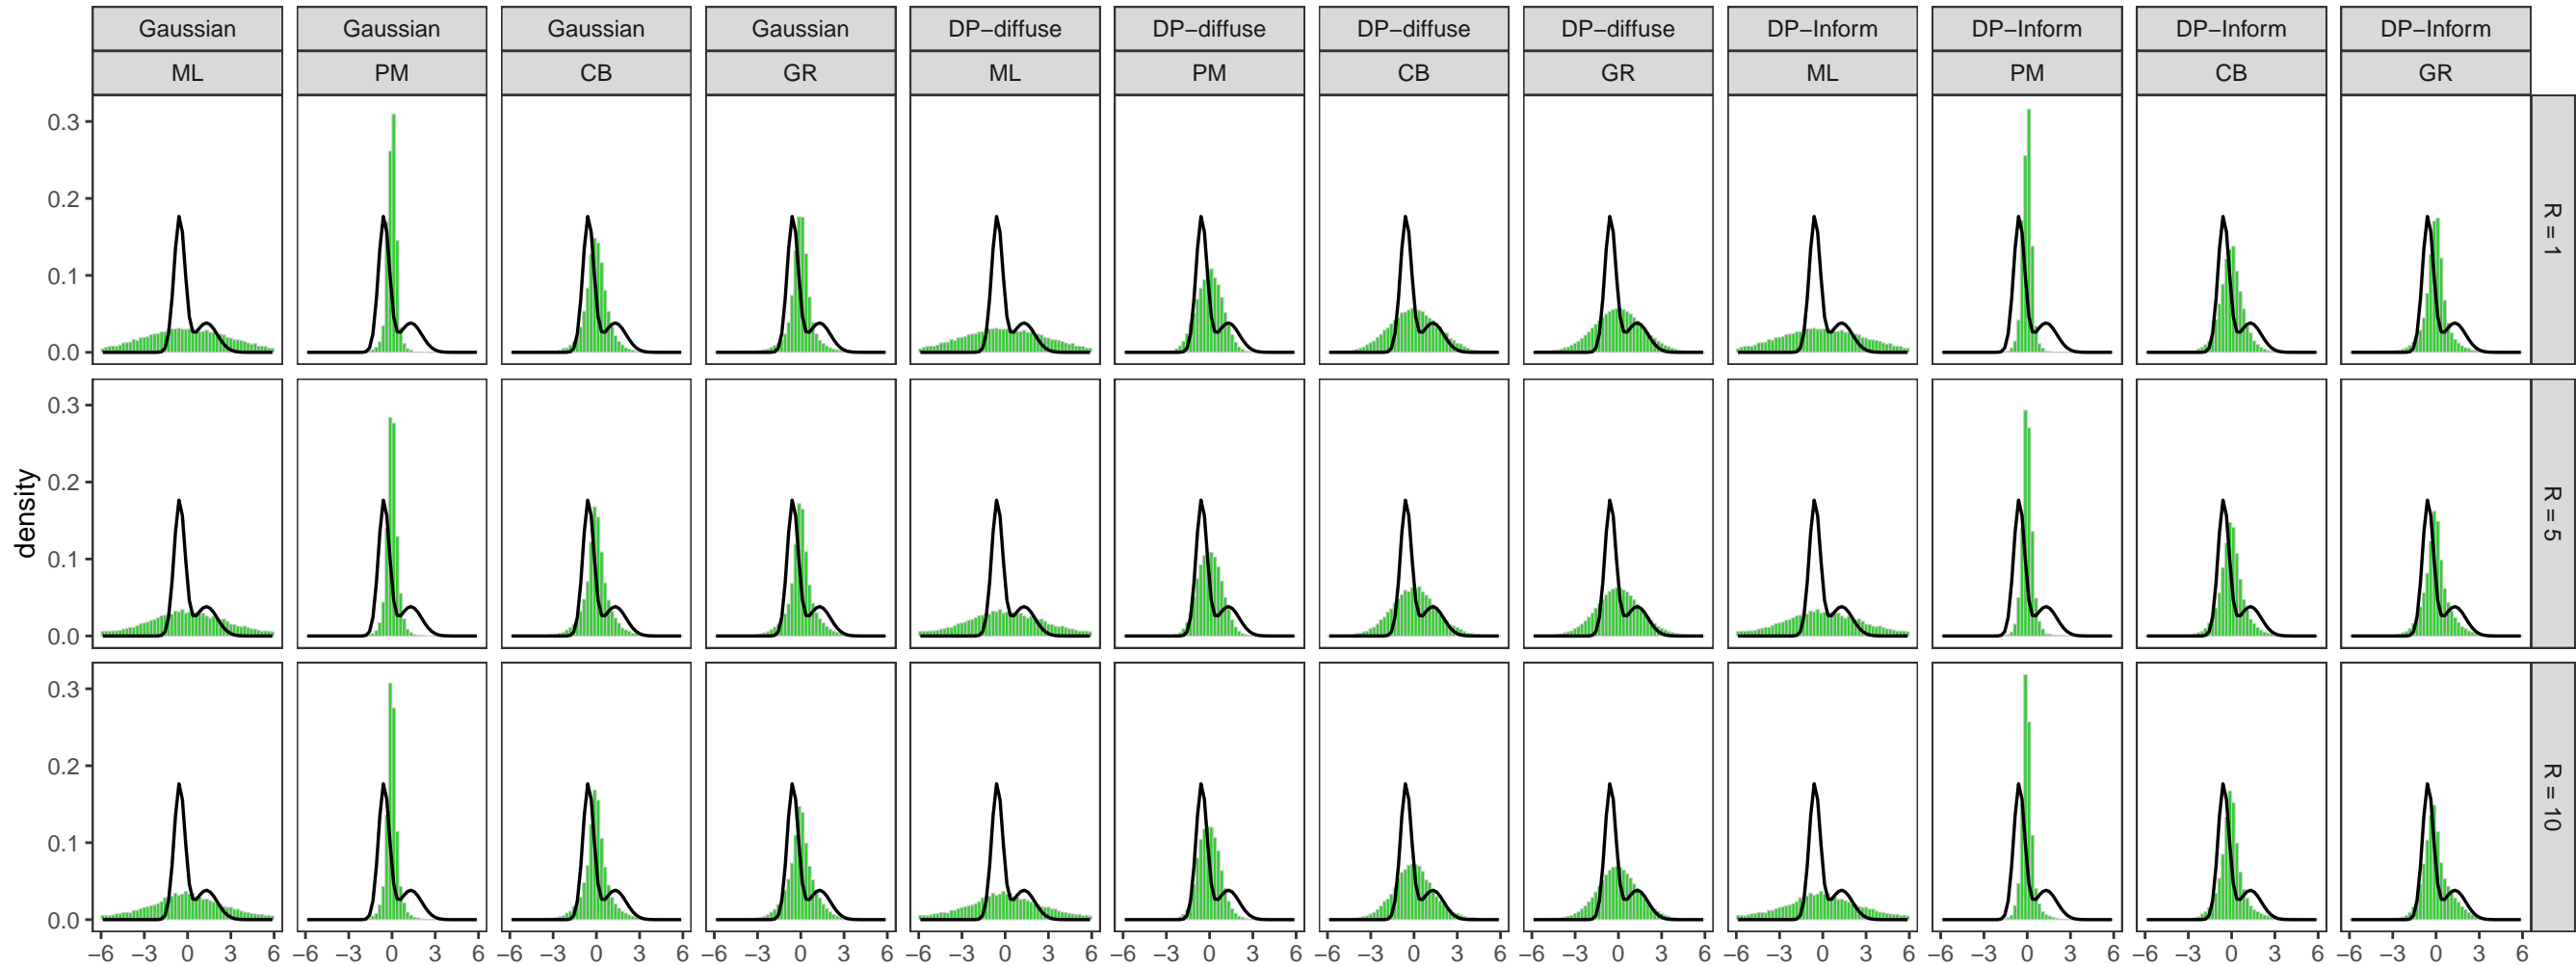 Gaussian Gaussian Gaussian Gaussian DP−diffuse DP−diffuse DP−diffuse DP−diffuse DP−Inform DP−Inform DP−Inform DP−Inform
ML PM CB GR ML PM CB GR ML PM CB GR
0.3
0.2
0.1
0.0
R = 1
0.3
0.2
0.1
0.0
R = 5
density
0.3
0.2
0.1
0.0
R = 10
−6 −3 0 3 6 −6 −3 0 3 6 −6 −3 0 3 6 −6 −3 0 3 6 −6 −3 0 3 6 −6 −3 0 3 6 −6 −3 0 3 6 −6 −3 0 3 6 −6 −3 0 3 6 −6 −3 0 3 6 −6 −3 0 3 6 −6 −3 0 3 6